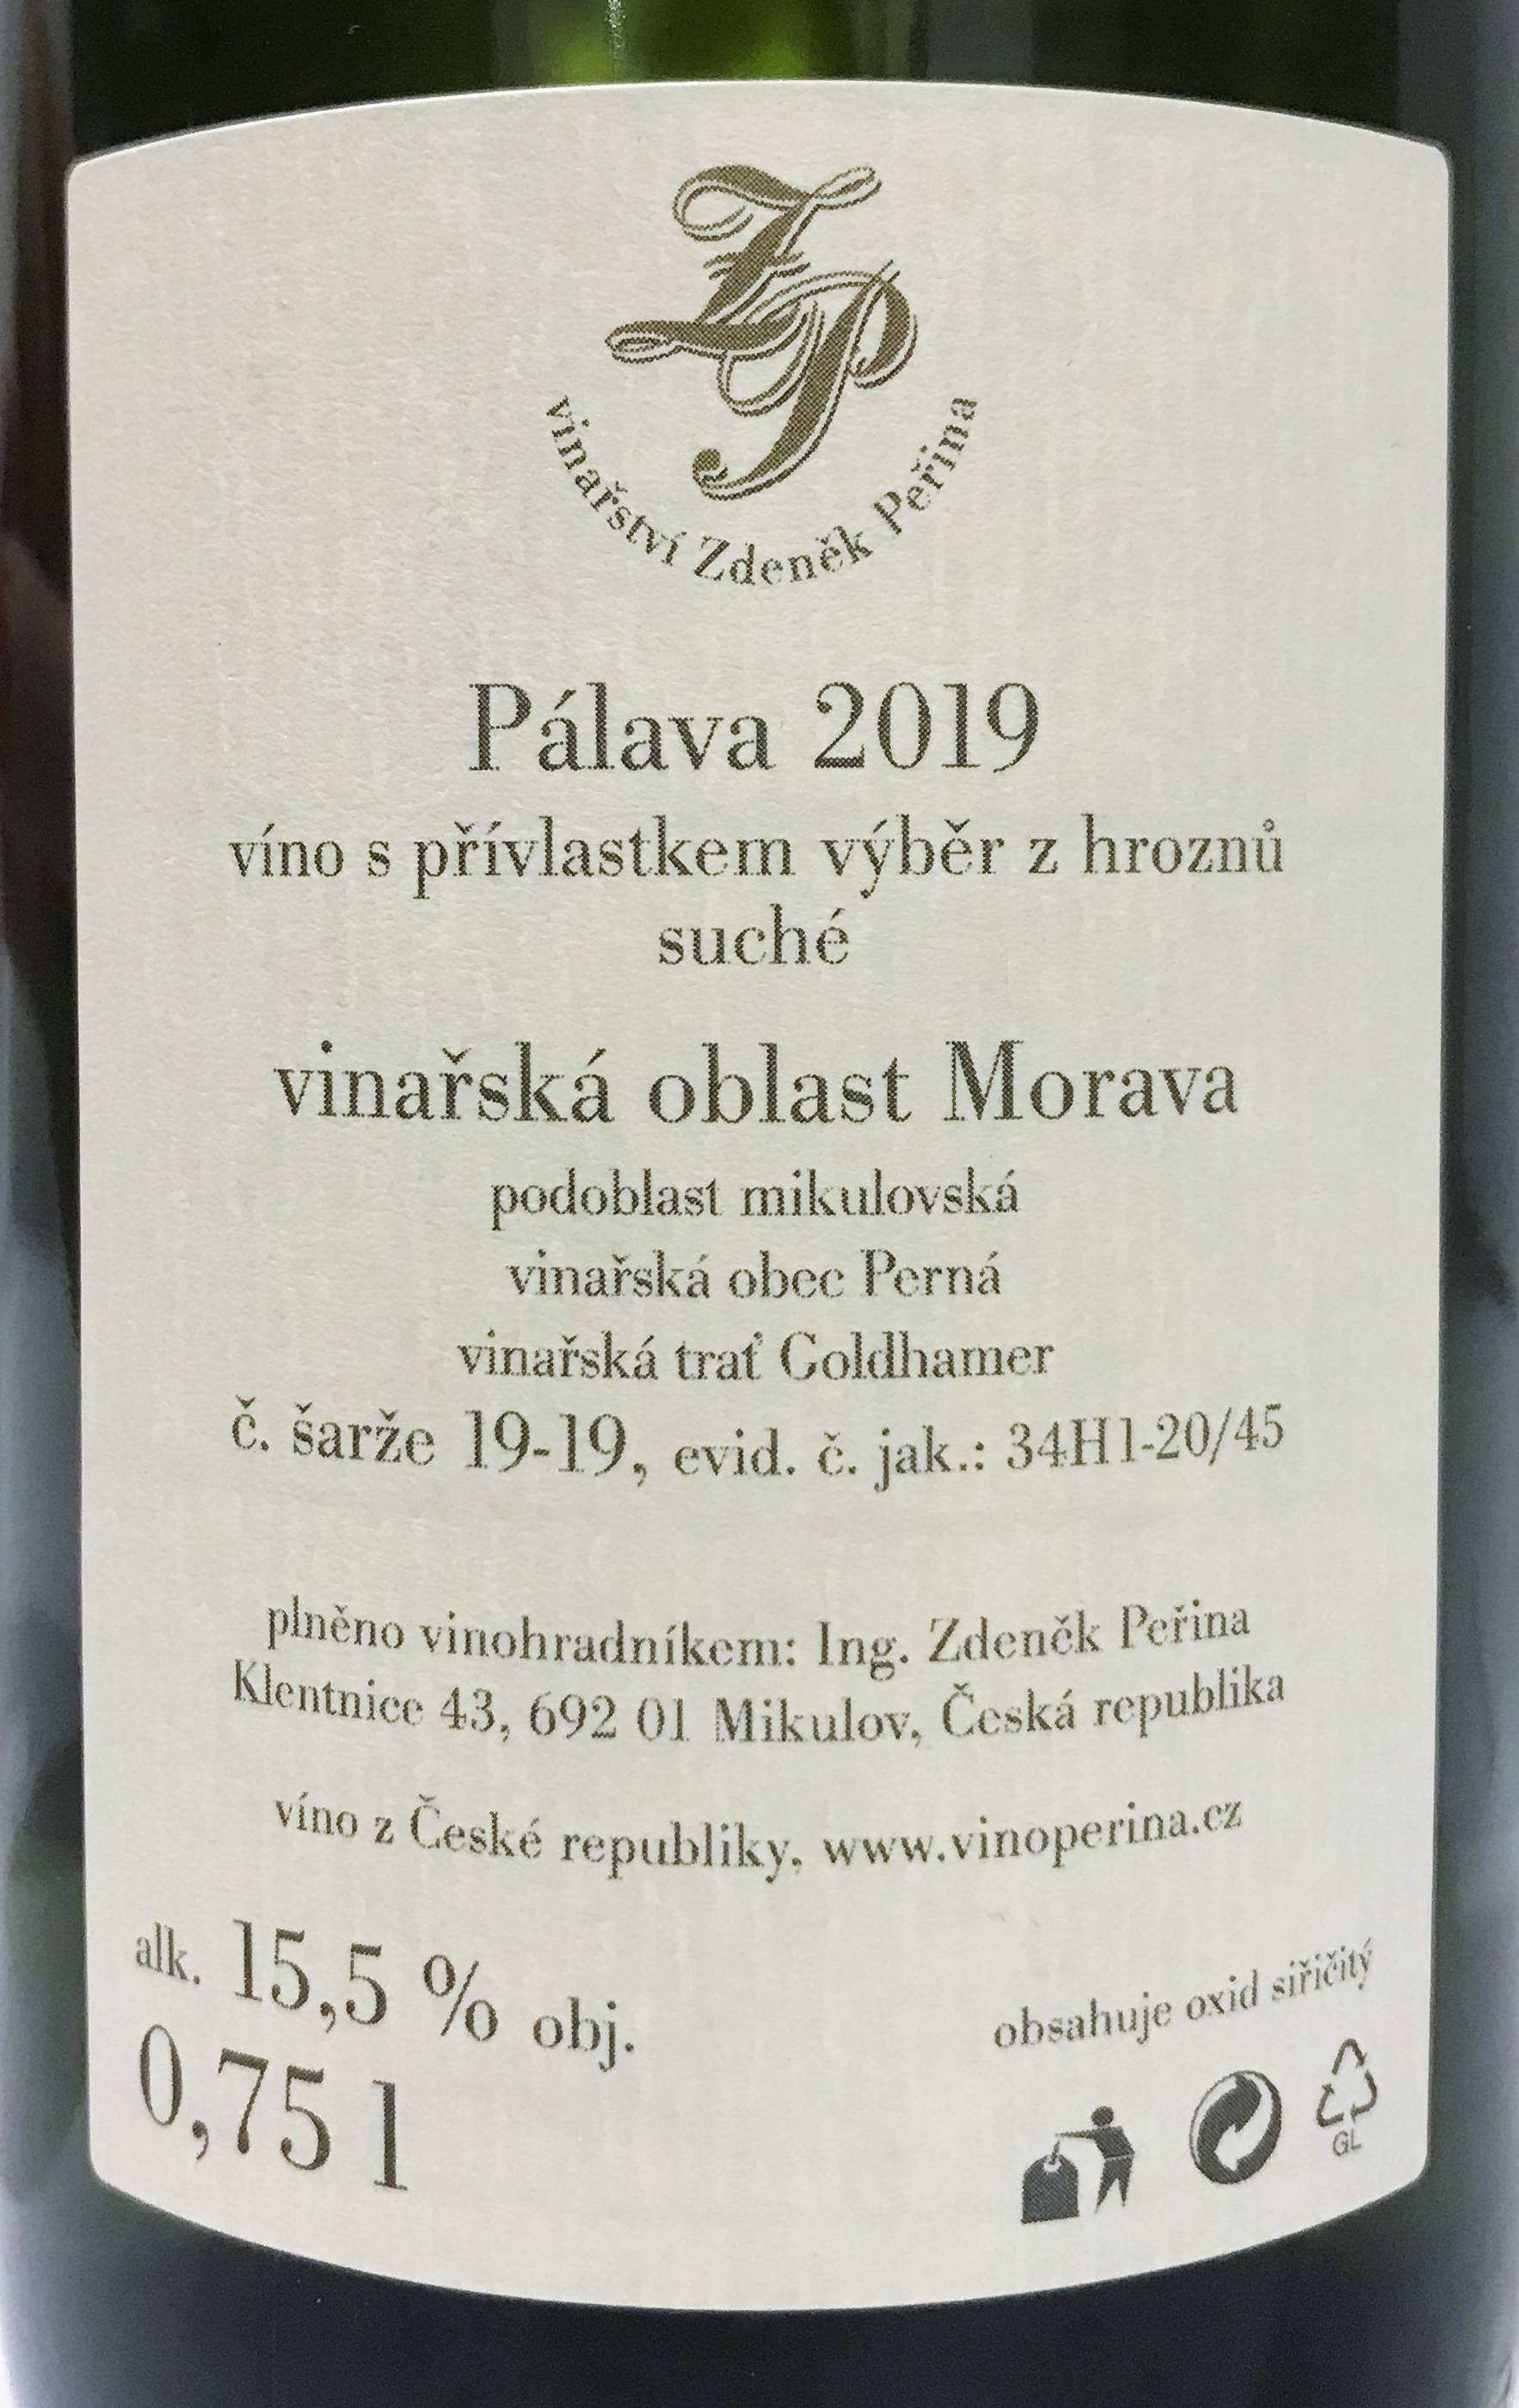 ZP
vinařství Zdeněk Peřina
Pálava 2019
víno s přívlastkem výběr z hroznů
suché
vinařská oblast Morava
podoblast mikulovská
vinařská obec Perná
vinařská trať Goldhamer
č. šarže 19-19, evid. č. jak.: 34H1-20/45
plněno vinohradníkem: Ing. Zdeněk Peřina
Klentnice 43, 692 01 Mikulov, Česká republika
víno z České republiky, www.vinoperina.cz
alk. 15,5 % obj.
0,75 l
obsahuje oxid siřičitý
GL